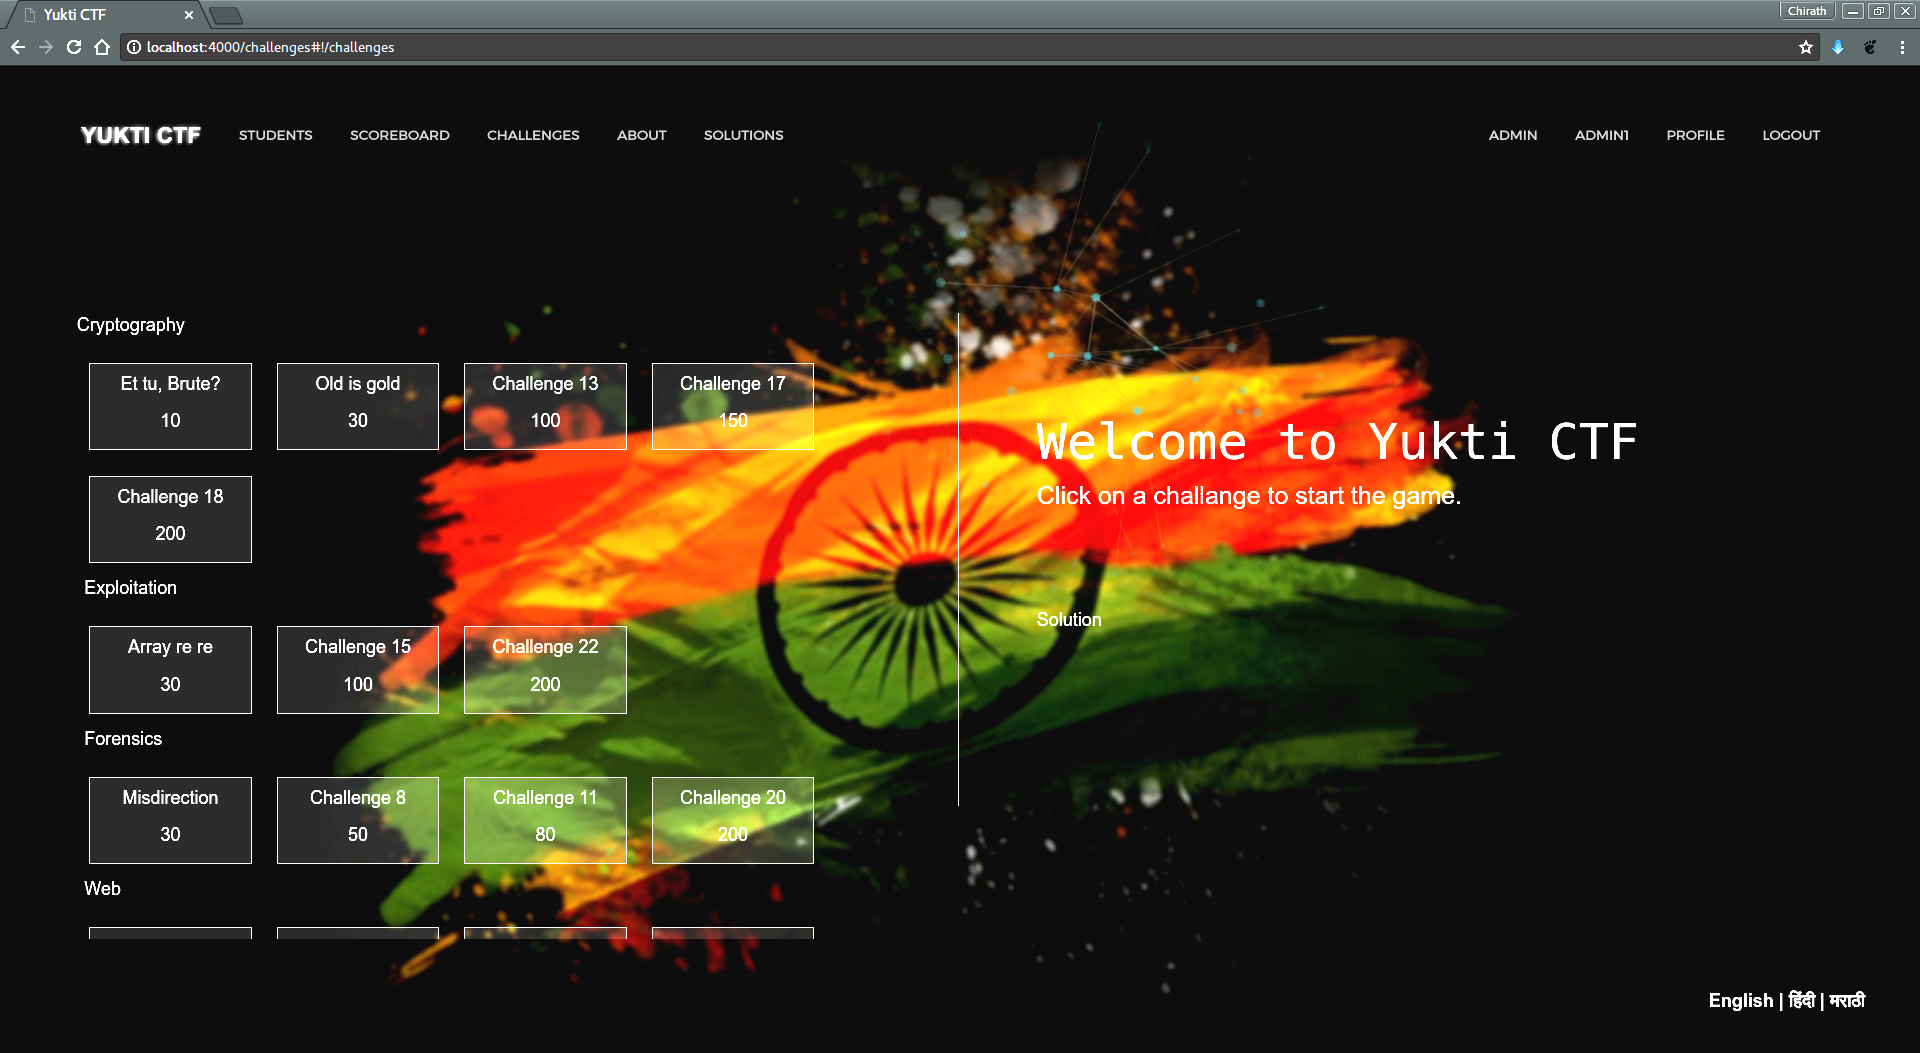 Yukti CTF
Chirath
localhost:4000/challenges#!/challenges
YUKTI CTF STUDENTS SCOREBOARD CHALLENGES ABOUT SOLUTIONS ADMIN ADMIN1 PROFILE LOGOUT
Cryptography
Et tu, Brute? Old is gold Challenge 13 Challenge 17
10 30 100 150
Challenge 18
200
Exploitation
Array re re Challenge 15 Challenge 22
30 100 200
Forensics
Misdirection Challenge 8 Challenge 11 Challenge 20
30 50 80 200
Web
Welcome to Yukti CTF
Click on a challange to start the game.
Solution
English | हिंदी | मराठी